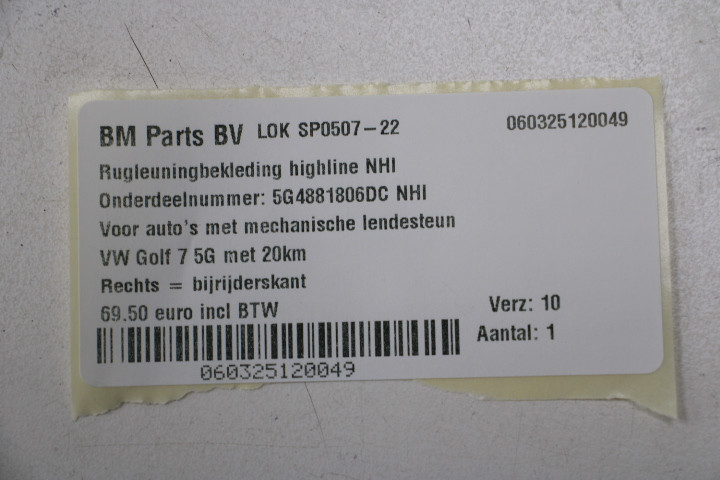 BM Parts BV LOK SP0507-22 060325120049
Rugleuningbekleding highline NHI
Onderdeelnummer: 5G4881806DC NHI
Voor auto's met mechanische lendesteun
VW Golf 7 5G met 20km
Rechts = bijrijderskant
69.50 euro incl BTW Verz: 10
Aantal: 1
060325120049